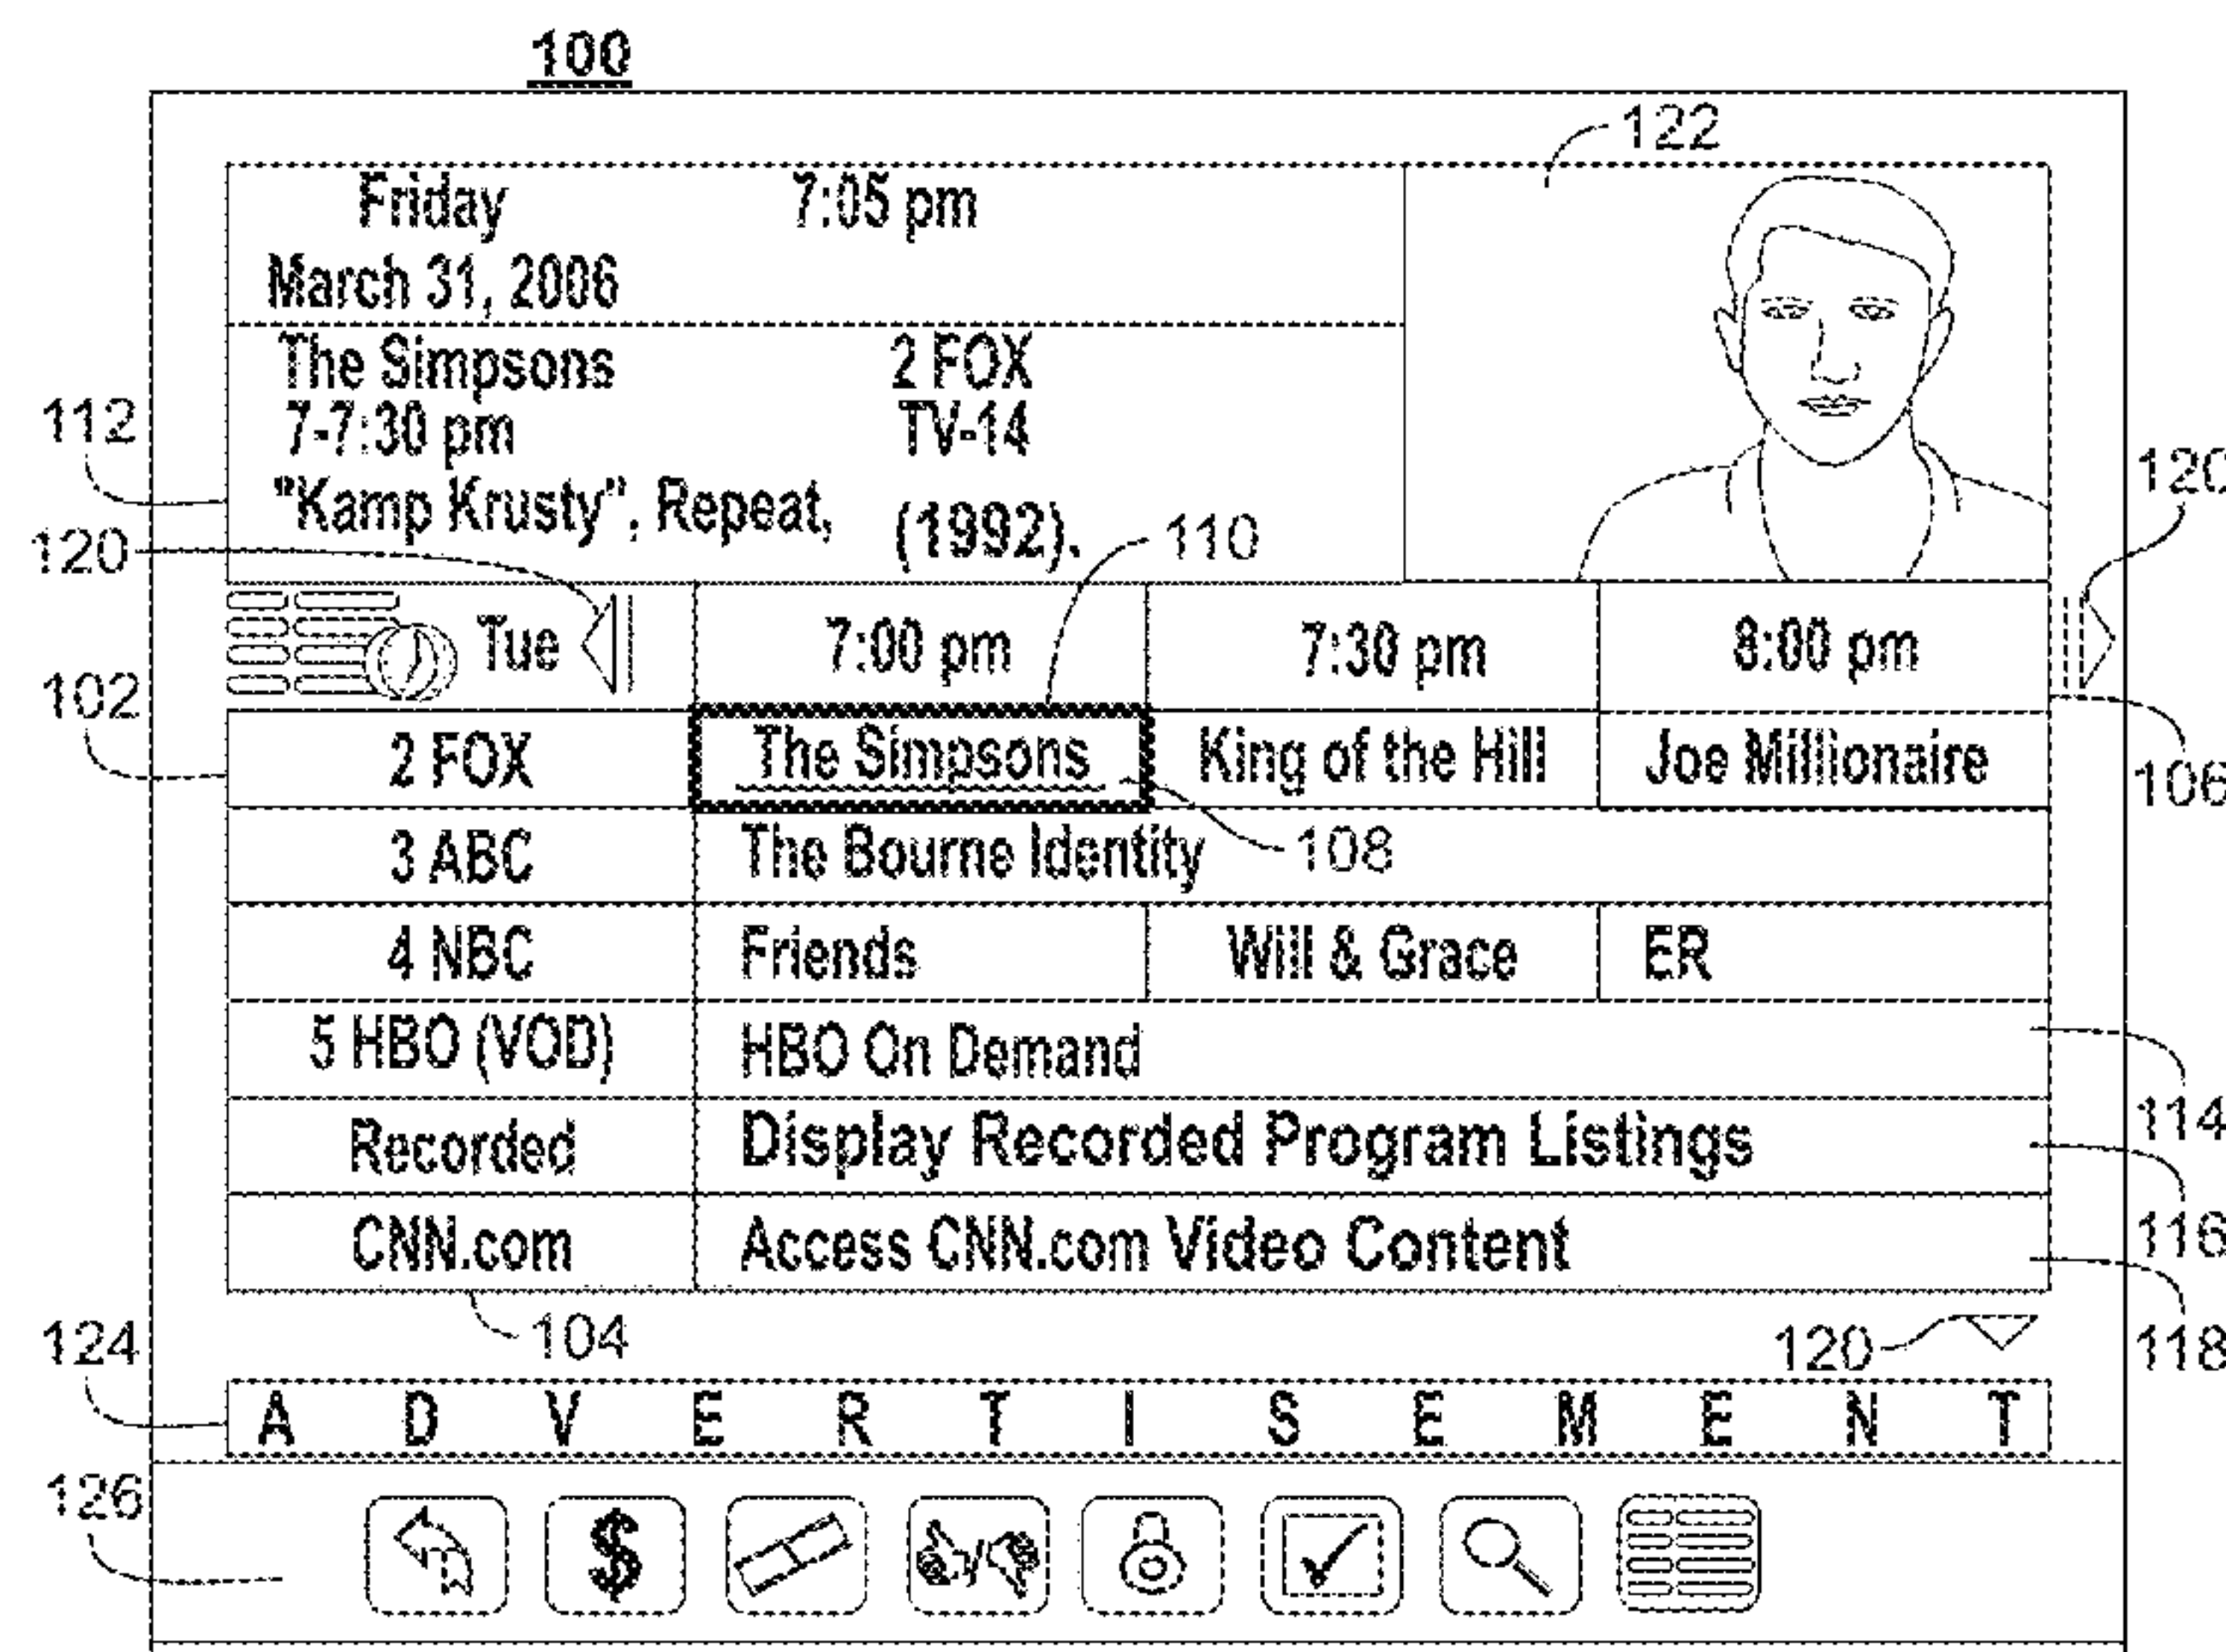 100
122
Friday 7:05 pm
March 31, 2006
The Simpsons 2 FOX
112 7-7:30 pm TV-14
120
"Kamp Krusty", Repeat, (1992).
120 110
Tue 7:00 pm 7:30 pm 8:00 pm
102
2 FOX The Simpsons King of the Hill Joe Millionaire
106
3 ABC The Bourne Identity 108
4 NBC Friends Will & Grace ER
5 HBO (VOD) HBO On Demand
114
Recorded Display Recorded Program Listings
116
CNN.com Access CNN.com Video Content
124 104 120 118
A D V E R T I S E M E N T
126
$